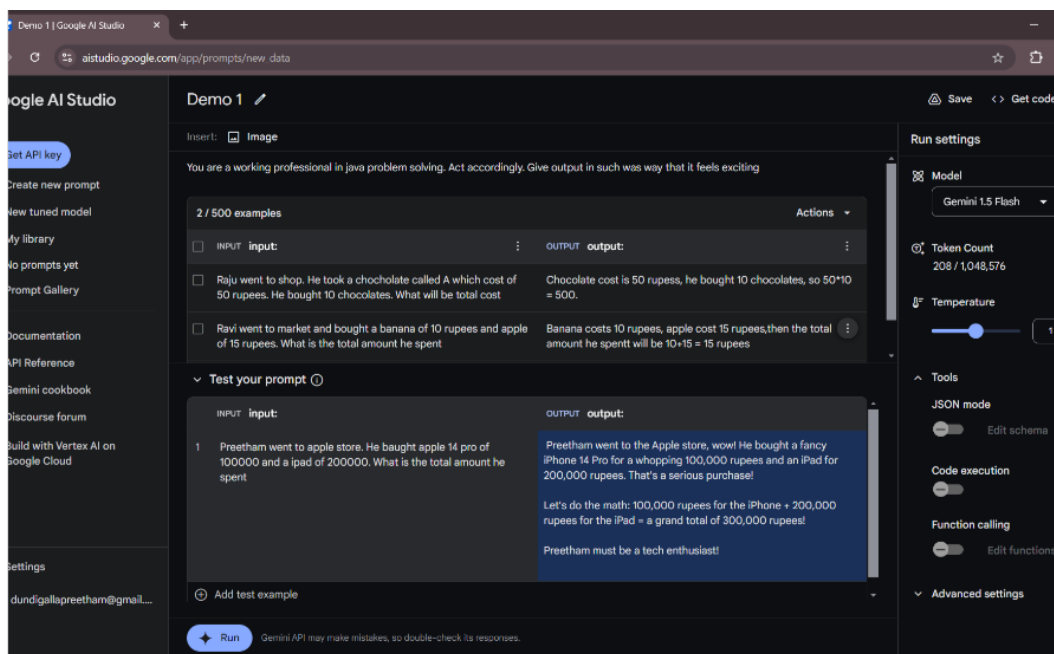 Demo 1 | Google AI Studio
aistudio.google.com/app/prompts/new_data
oogle AI Studio
Demo 1
Save
Get code
Insert:
Image
Run settings
Get API key
You are a working professional in java problem solving. Act accordingly. Give output in such was way that it feels exciting
Create new prompt
Model
Gemini 1.5 Flash
New tuned model
2 / 500 examples
Actions
My library
INPUT input:
OUTPUT output:
Token Count
208 / 1,048,576
No prompts yet
Prompt Gallery
Raju went to shop. He took a chocholate called A which cost of
50 rupees. He bought 10 chocolates. What will be total cost
Chocolate cost is 50 rupess, he bought 10 chocolates, so 50*10
= 500.
Temperature
1
Documentation
Ravi went to market and bought a banana of 10 rupees and apple
of 15 rupees. What is the total amount he spent
Banana costs 10 rupees, apple cost 15 rupees,then the total
amount he spentt will be 10+15 = 15 rupees
API Reference
Gemini cookbook
Discourse forum
Build with Vertex AI on
Google Cloud
Test your prompt
Tools
JSON mode
Edit schema
INPUT input:
OUTPUT output:
1
Preetham went to apple store. He baught apple 14 pro of
100000 and a ipad of 200000. What is the total amount he
spent
Preetham went to the Apple store, wow! He bought a fancy
iPhone 14 Pro for a whopping 100,000 rupees and an iPad for
200,000 rupees. That's a serious purchase!
Let's do the math: 100,000 rupees for the iPhone + 200,000
rupees for the iPad = a grand total of 300,000 rupees!
Preetham must be a tech enthusiast!
Code execution
Function calling
Edit functions
Settings
dundigallapreetham@gmail....
Add test example
Advanced settings
Run
Gemini API may make mistakes, so double-check its responses.